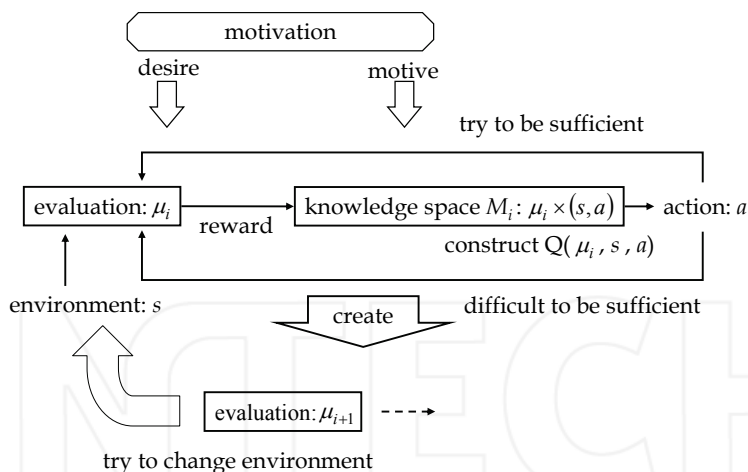 motivation
desire
motive
try to be sufficient
evaluation: μi
reward
knowledge space Mi: μi × (s, a)
action: a
construct Q( μi , s , a)
environment: s
difficult to be sufficient
create
INTECH
evaluation: μi+1
try to change environment